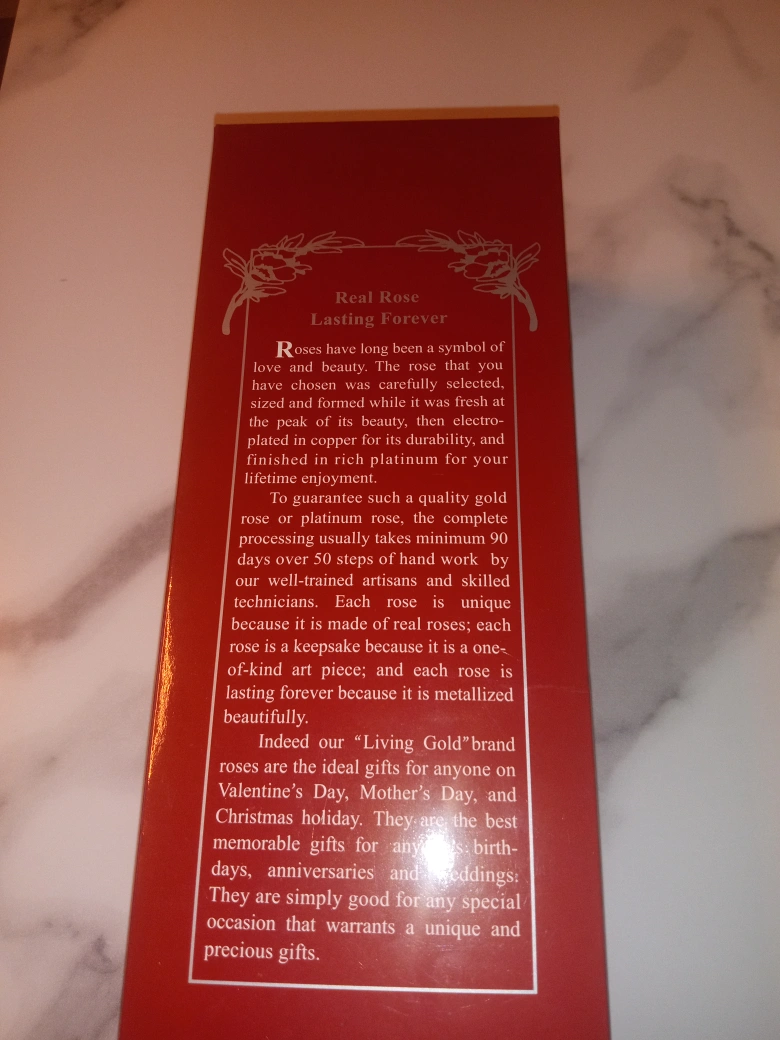 Real Rose
Lasting Forever
Roses have long been a symbol of
love and beauty. The rose that you
have chosen was carefully selected,
sized and formed while it was fresh at
the peak of its beauty, then electro-
plated in copper for its durability, and
finished in rich platinum for your
lifetime enjoyment.
To guarantee such a quality gold
rose or platinum rose, the complete
processing usually takes minimum 90
days over 50 steps of hand work by
our well-trained artisans and skilled
technicians. Each rose is unique
because it is made of real roses; each
rose is a keepsake because it is a one-
of-kind art piece; and each rose is
lasting forever because it is metallized
beautifully.
Indeed our “Living Gold” brand
roses are the ideal gifts for anyone on
Valentine's Day, Mother's Day, and
Christmas holiday. They are the best
memorable gifts for birth-
days, anniversaries and weddings.
They are simply good for any special
occasion that warrants a unique and
precious gifts.